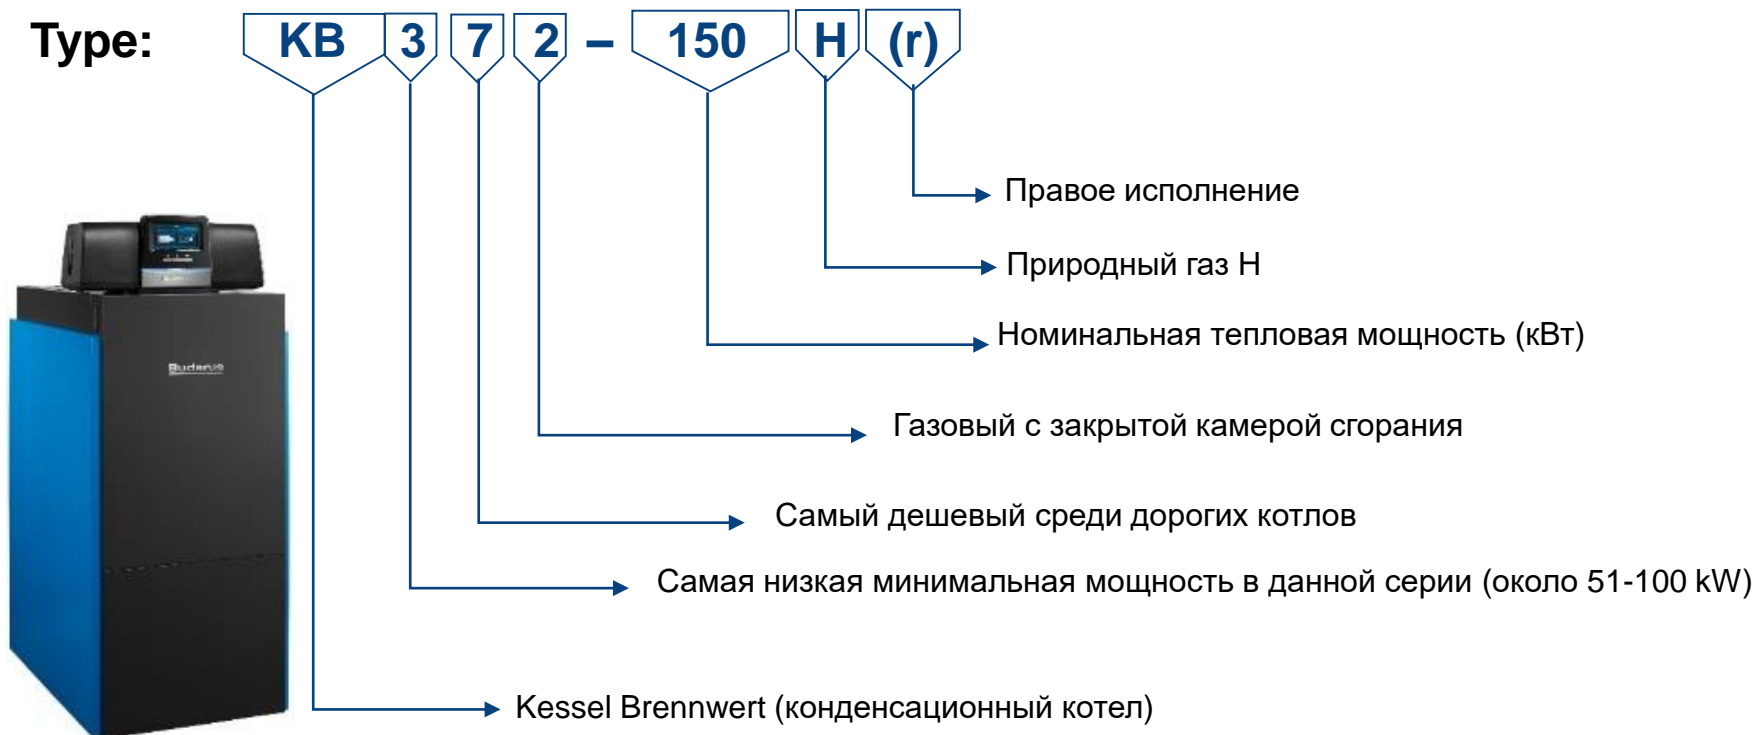 Type: KB 3 7 2 – 150 H (r)
Правое исполнение
Природный газ H
Номинальная тепловая мощность (кВт)
Buderus
Газовый с закрытой камерой сгорания
Самый дешевый среди дорогих котлов
Самая низкая минимальная мощность в данной серии (около 51-100 kW)
Kessel Brennwert (конденсационный котел)